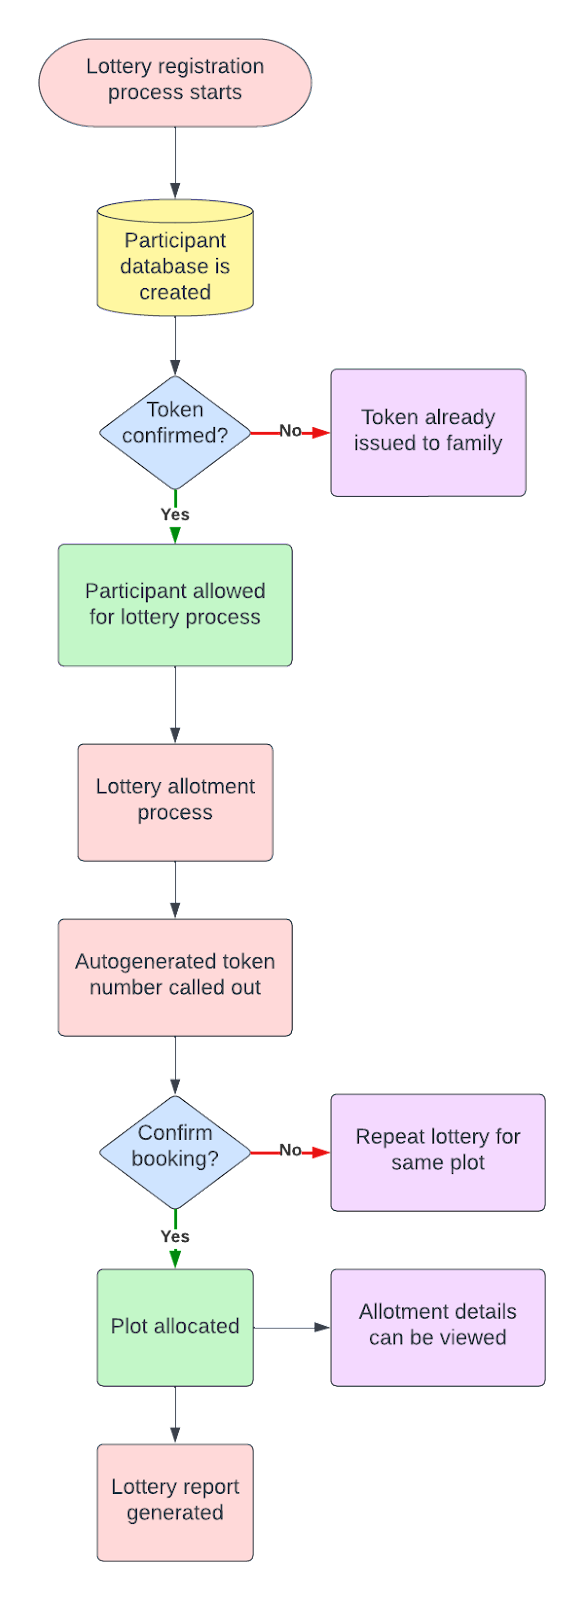 Lottery registration
process starts
Participant
database is
created
Token
confirmed?
No
Token already
issued to family
Yes
Participant allowed
for lottery process
Lottery allotment
process
Autogenerated token
number called out
Confirm
booking?
No
Repeat lottery for
same plot
Yes
Plot allocated
Allotment details
can be viewed
Lottery report
generated